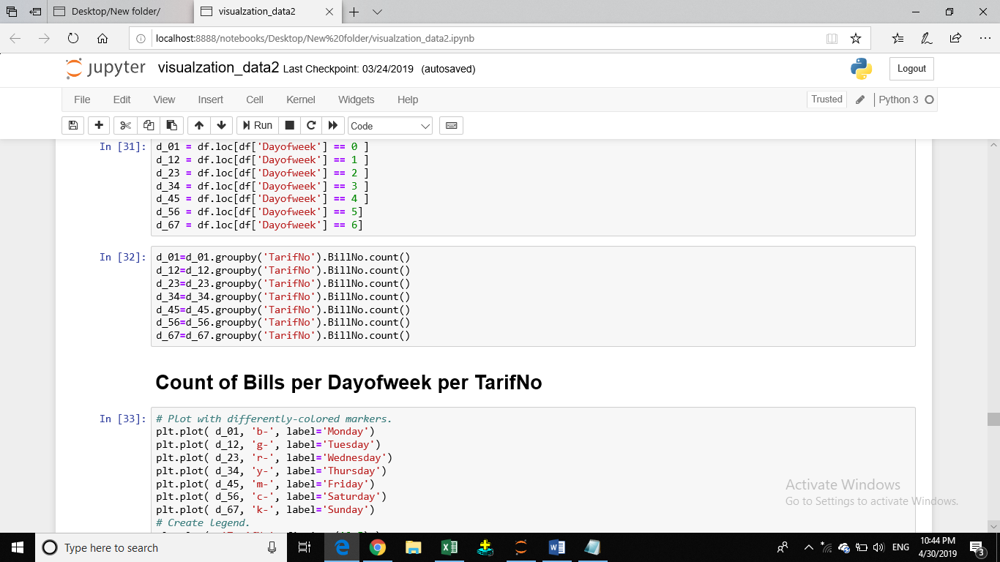 Desktop/New folder/
visualzation_data2
localhost:8888/notebooks/Desktop/New%20folder/visualzation_data2.ipynb
jupyter visualzation_data2 Last Checkpoint: 03/24/2019 (autosaved)
Logout
File Edit View Insert Cell Kernel Widgets Help
Trusted
Python 3
Run
Code
In [31]: d_01 = df.loc[df['Dayofweek'] == 0 ]
d_12 = df.loc[df['Dayofweek'] == 1 ]
d_23 = df.loc[df['Dayofweek'] == 2 ]
d_34 = df.loc[df['Dayofweek'] == 3 ]
d_45 = df.loc[df['Dayofweek'] == 4 ]
d_56 = df.loc[df['Dayofweek'] == 5]
d_67 = df.loc[df['Dayofweek'] == 6]
In [32]: d_01=d_01.groupby('TarifNo').BillNo.count()
d_12=d_12.groupby('TarifNo').BillNo.count()
d_23=d_23.groupby('TarifNo').BillNo.count()
d_34=d_34.groupby('TarifNo').BillNo.count()
d_45=d_45.groupby('TarifNo').BillNo.count()
d_56=d_56.groupby('TarifNo').BillNo.count()
d_67=d_67.groupby('TarifNo').BillNo.count()
Count of Bills per Dayofweek per TarifNo
In [33]: # Plot with differently-colored markers.
plt.plot( d_01, 'b-', label='Monday')
plt.plot( d_12, 'g-', label='Tuesday')
plt.plot( d_23, 'r-', label='Wednesday')
plt.plot( d_34, 'y-', label='Thursday')
plt.plot( d_45, 'm-', label='Friday')
plt.plot( d_56, 'c-', label='Saturday')
plt.plot( d_67, 'k-', label='Sunday')
# Create legend.
Activate Windows
Go to Settings to activate Windows.
Type here to search
ENG
10:44 PM
4/30/2019
3